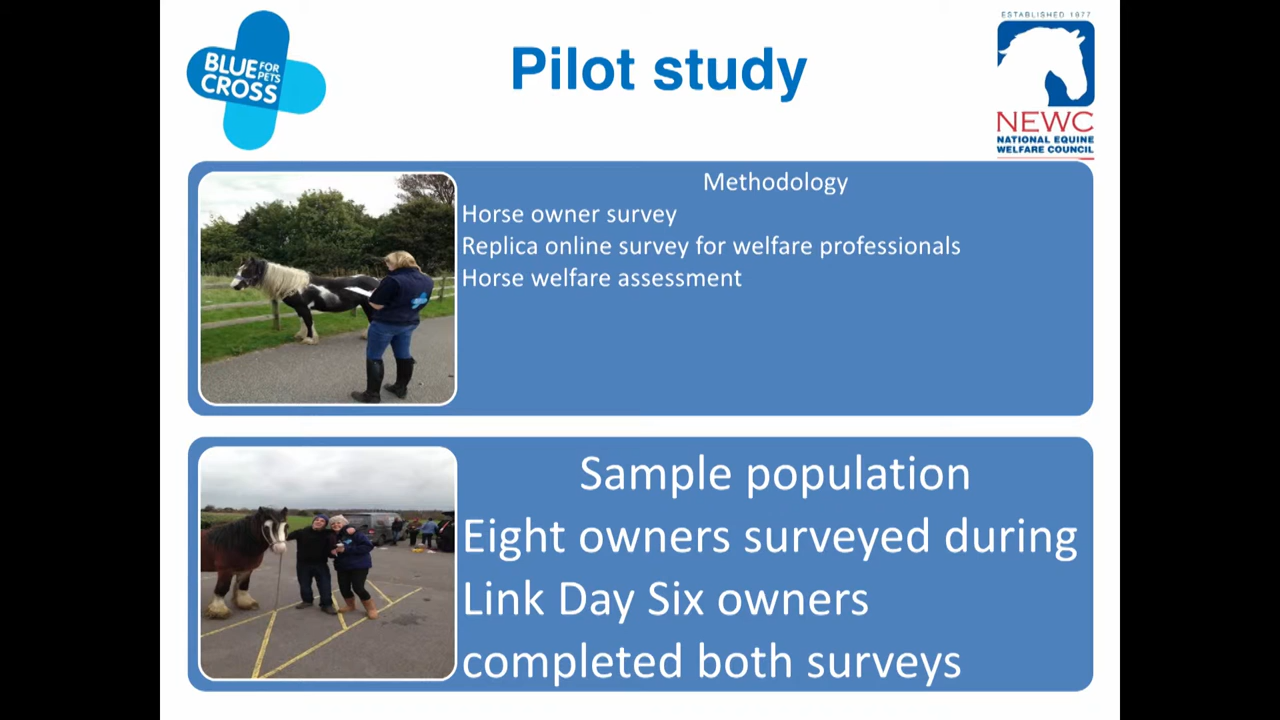 BLUE FOR PETS
CROSS
Pilot study
ESTABLISHED 1977
NEWC
NATIONAL EQUINE
WELFARE COUNCIL
Methodology
Horse owner survey
Replica online survey for welfare professionals
Horse welfare assessment
Sample population
Eight owners surveyed during
Link Day Six owners
completed both surveys